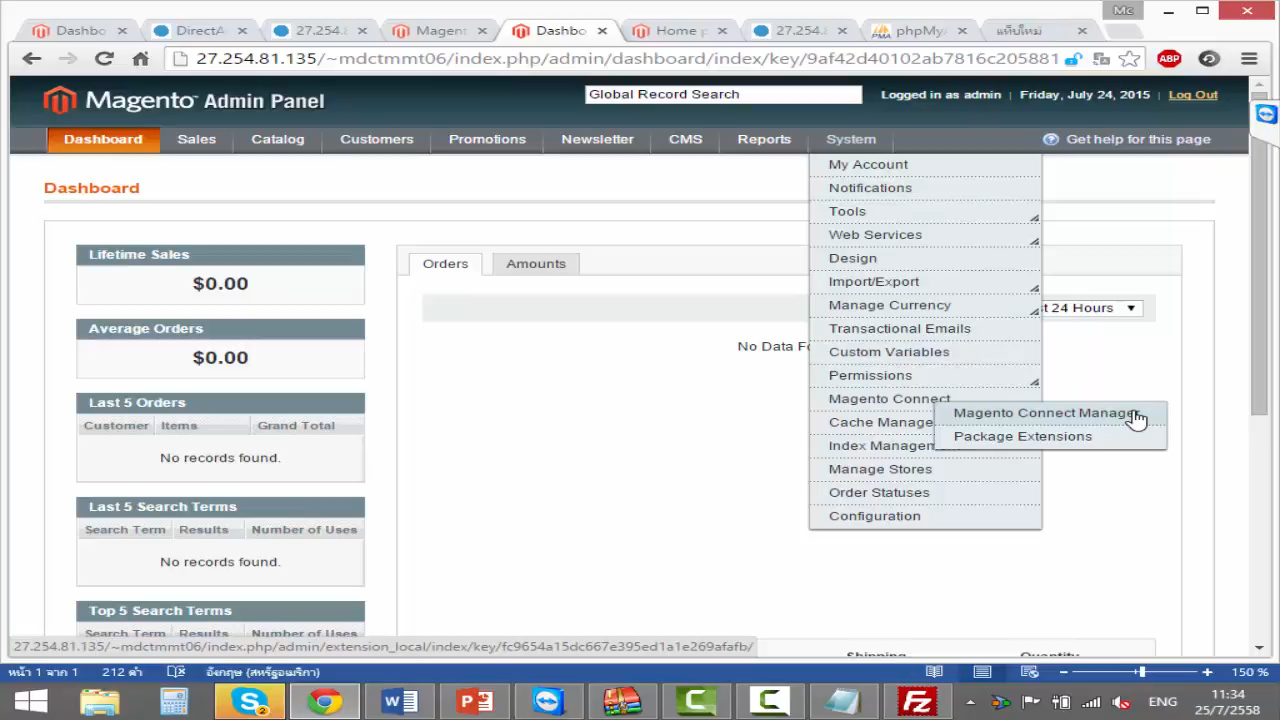 Mc
Dashbo
DirectA
27.254.
Magent
Dashbo
Home p
27.254.
phpMy
แท็บใหม่
27.254.81.135/~mdctmmt06/index.php/admin/dashboard/index/key/9af42d40102ab7816c205881
ABP
Magento Admin Panel
Global Record Search
Logged in as admin | Friday, July 24, 2015 | Log Out
Dashboard Sales Catalog Customers Promotions Newsletter CMS Reports System
Get help for this page
Dashboard
My Account
Notifications
Tools
Web Services
Design
Import/Export
Manage Currency
Transactional Emails
Custom Variables
Permissions
Magento Connect
Cache Manage
Index Managem
Manage Stores
Order Statuses
Configuration
Magento Connect Manage
Package Extensions
Lifetime Sales
$0.00
Average Orders
$0.00
Last 5 Orders
Customer Items Grand Total
No records found.
Last 5 Search Terms
Search Term Results Number of Uses
No records found.
Top 5 Search Terms
Search Term Results Number of Uses
Orders Amounts
t 24 Hours
No Data Fo
Shipping Quantity
27.254.81.135/~mdctmmt06/index.php/admin/extension_local/index/key/fc9654a15dc667e395ed1a1e269afafb/
หน้า 1 จาก 1 212 คำ อังกฤษ (สหรัฐอเมริกา)
150 %
ENG
11:34
25/7/2558